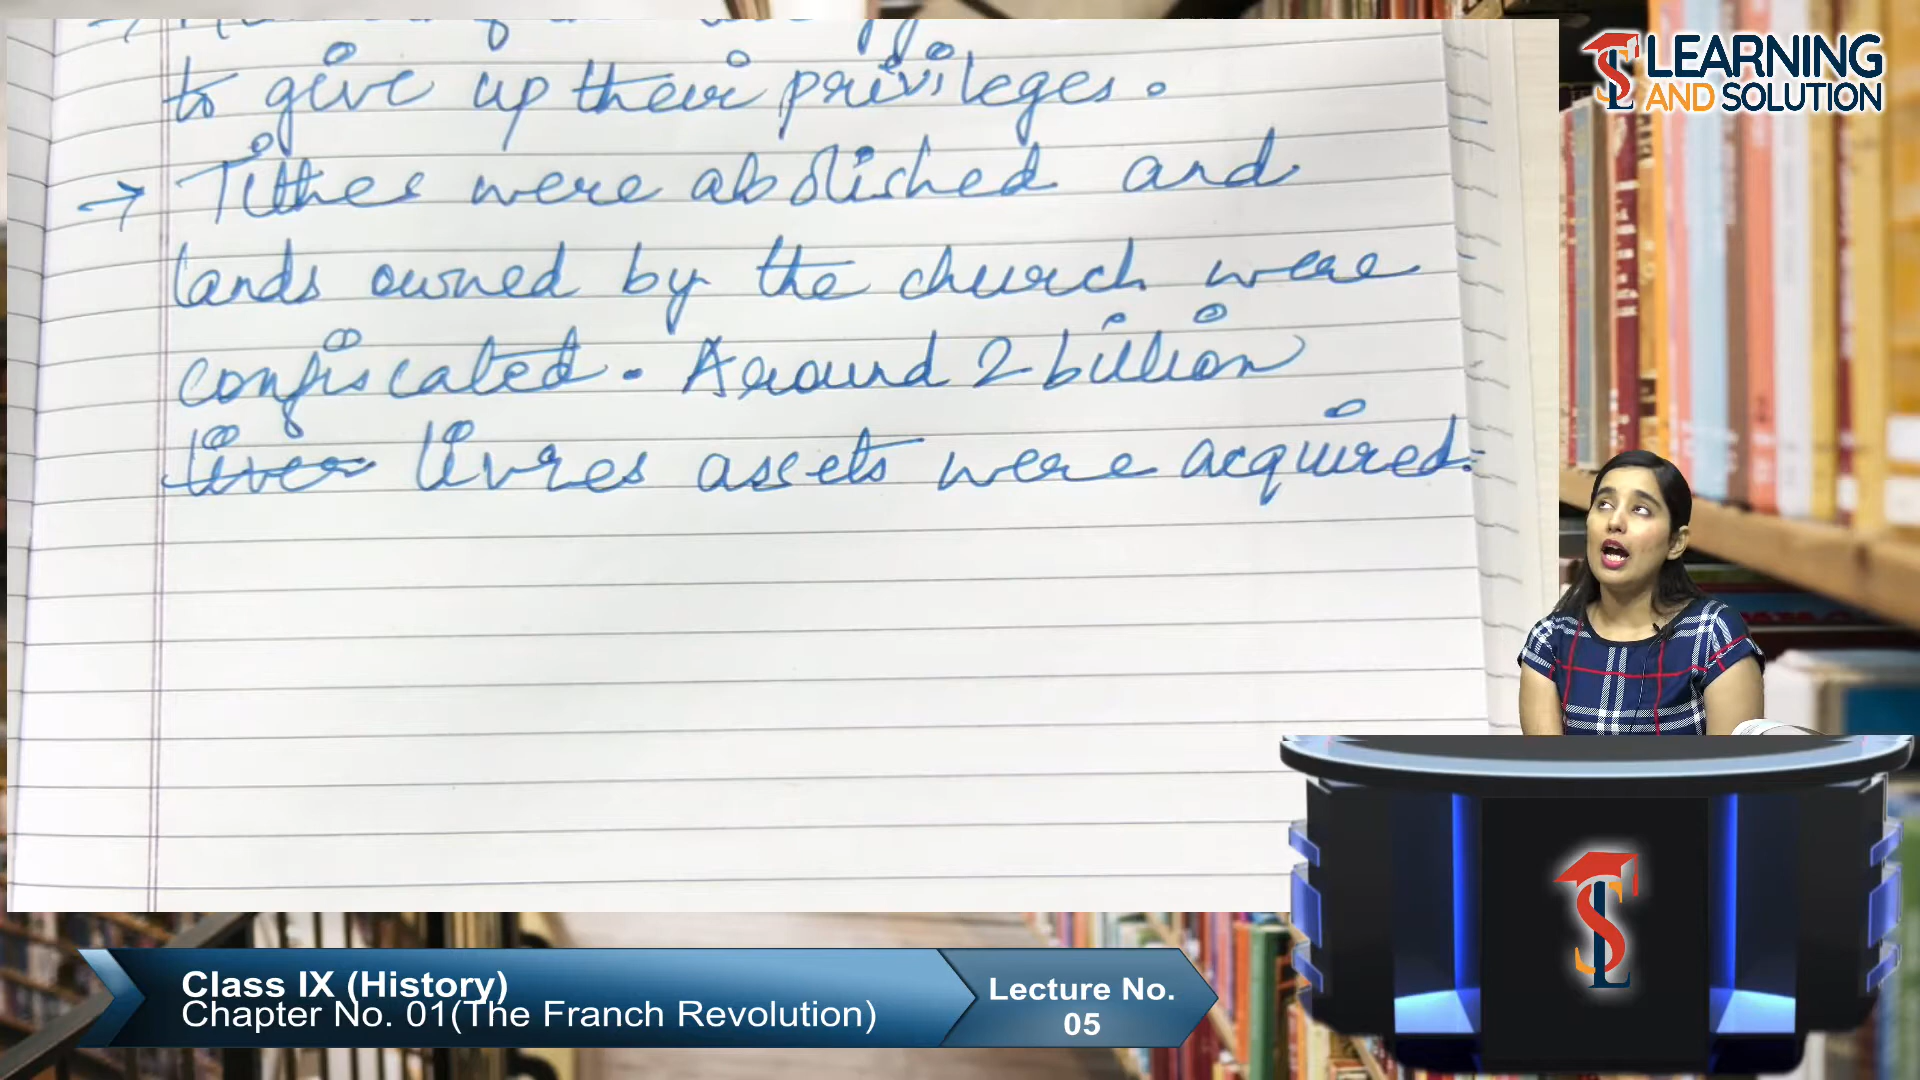 to give up their privileges.
→ Tithes were abolished and
lands owned by the church were
confiscated. Around 2 billion
liver livres assets were acquired.
LEARNING
AND SOLUTION
Class IX (History)
Chapter No. 01(The Franch Revolution)
Lecture No.
05